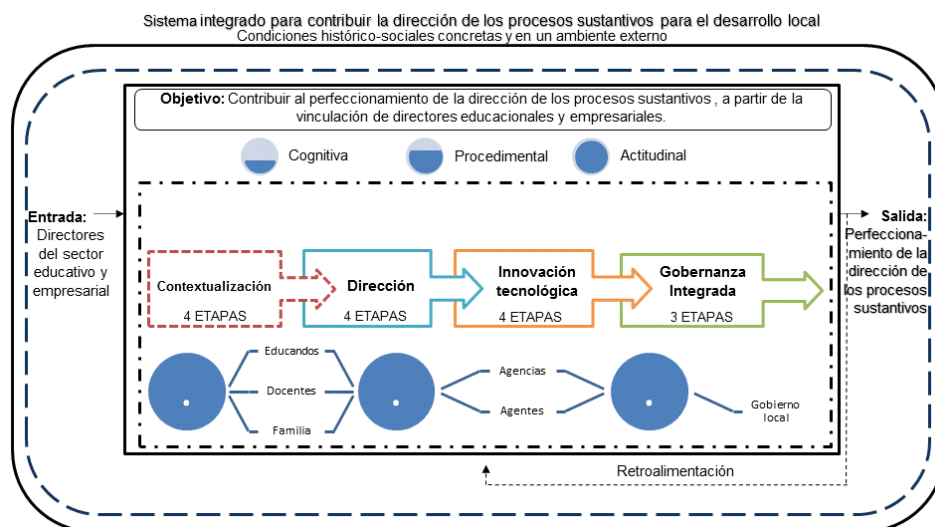 Sistema integrado para contribuir la dirección de los procesos sustantivos para el desarrollo local
Condiciones histórico-sociales concretas y en un ambiente externo
Objetivo: Contribuir al perfeccionamiento de la dirección de los procesos sustantivos , a partir de la
vinculación de directores educacionales y empresariales.
Cognitiva
Procedimental
Actitudinal
Entrada:
Directores
del sector
educativo y
empresarial
Contextualización
4 ETAPAS
Dirección
4 ETAPAS
Innovación
tecnológica
4 ETAPAS
Gobernanza
Integrada
3 ETAPAS
Salida:
Perfecciona-
miento de la
dirección de
los procesos
sustantivos
Educandos
Docentes
Familia
Agencias
Agentes
Gobierno
local
Retroalimentación